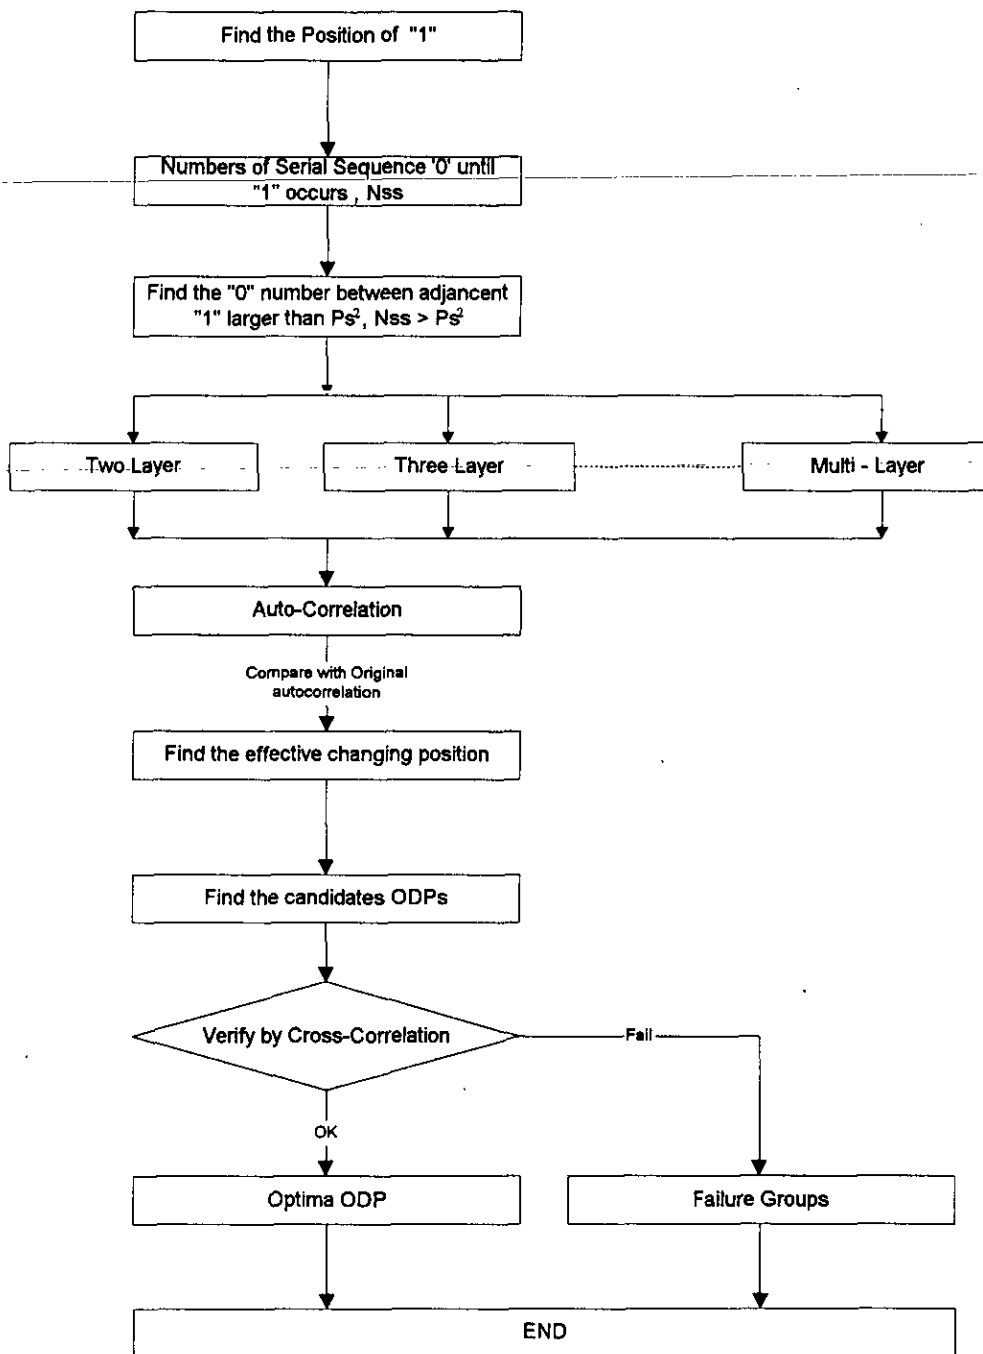 Find the Position of "1"
Numbers of Serial Sequence '0' until
"1" occurs , Nss
Find the "0" number between adjancent
"1" larger than Ps², Nss > Ps²
Two Layer
Three Layer
Multi - Layer
Auto-Correlation
Compare with Original
autocorrelation
Find the effective changing position
Find the candidates ODPs
Verify by Cross-Correlation
Fail
OK
Optima ODP
Failure Groups
END